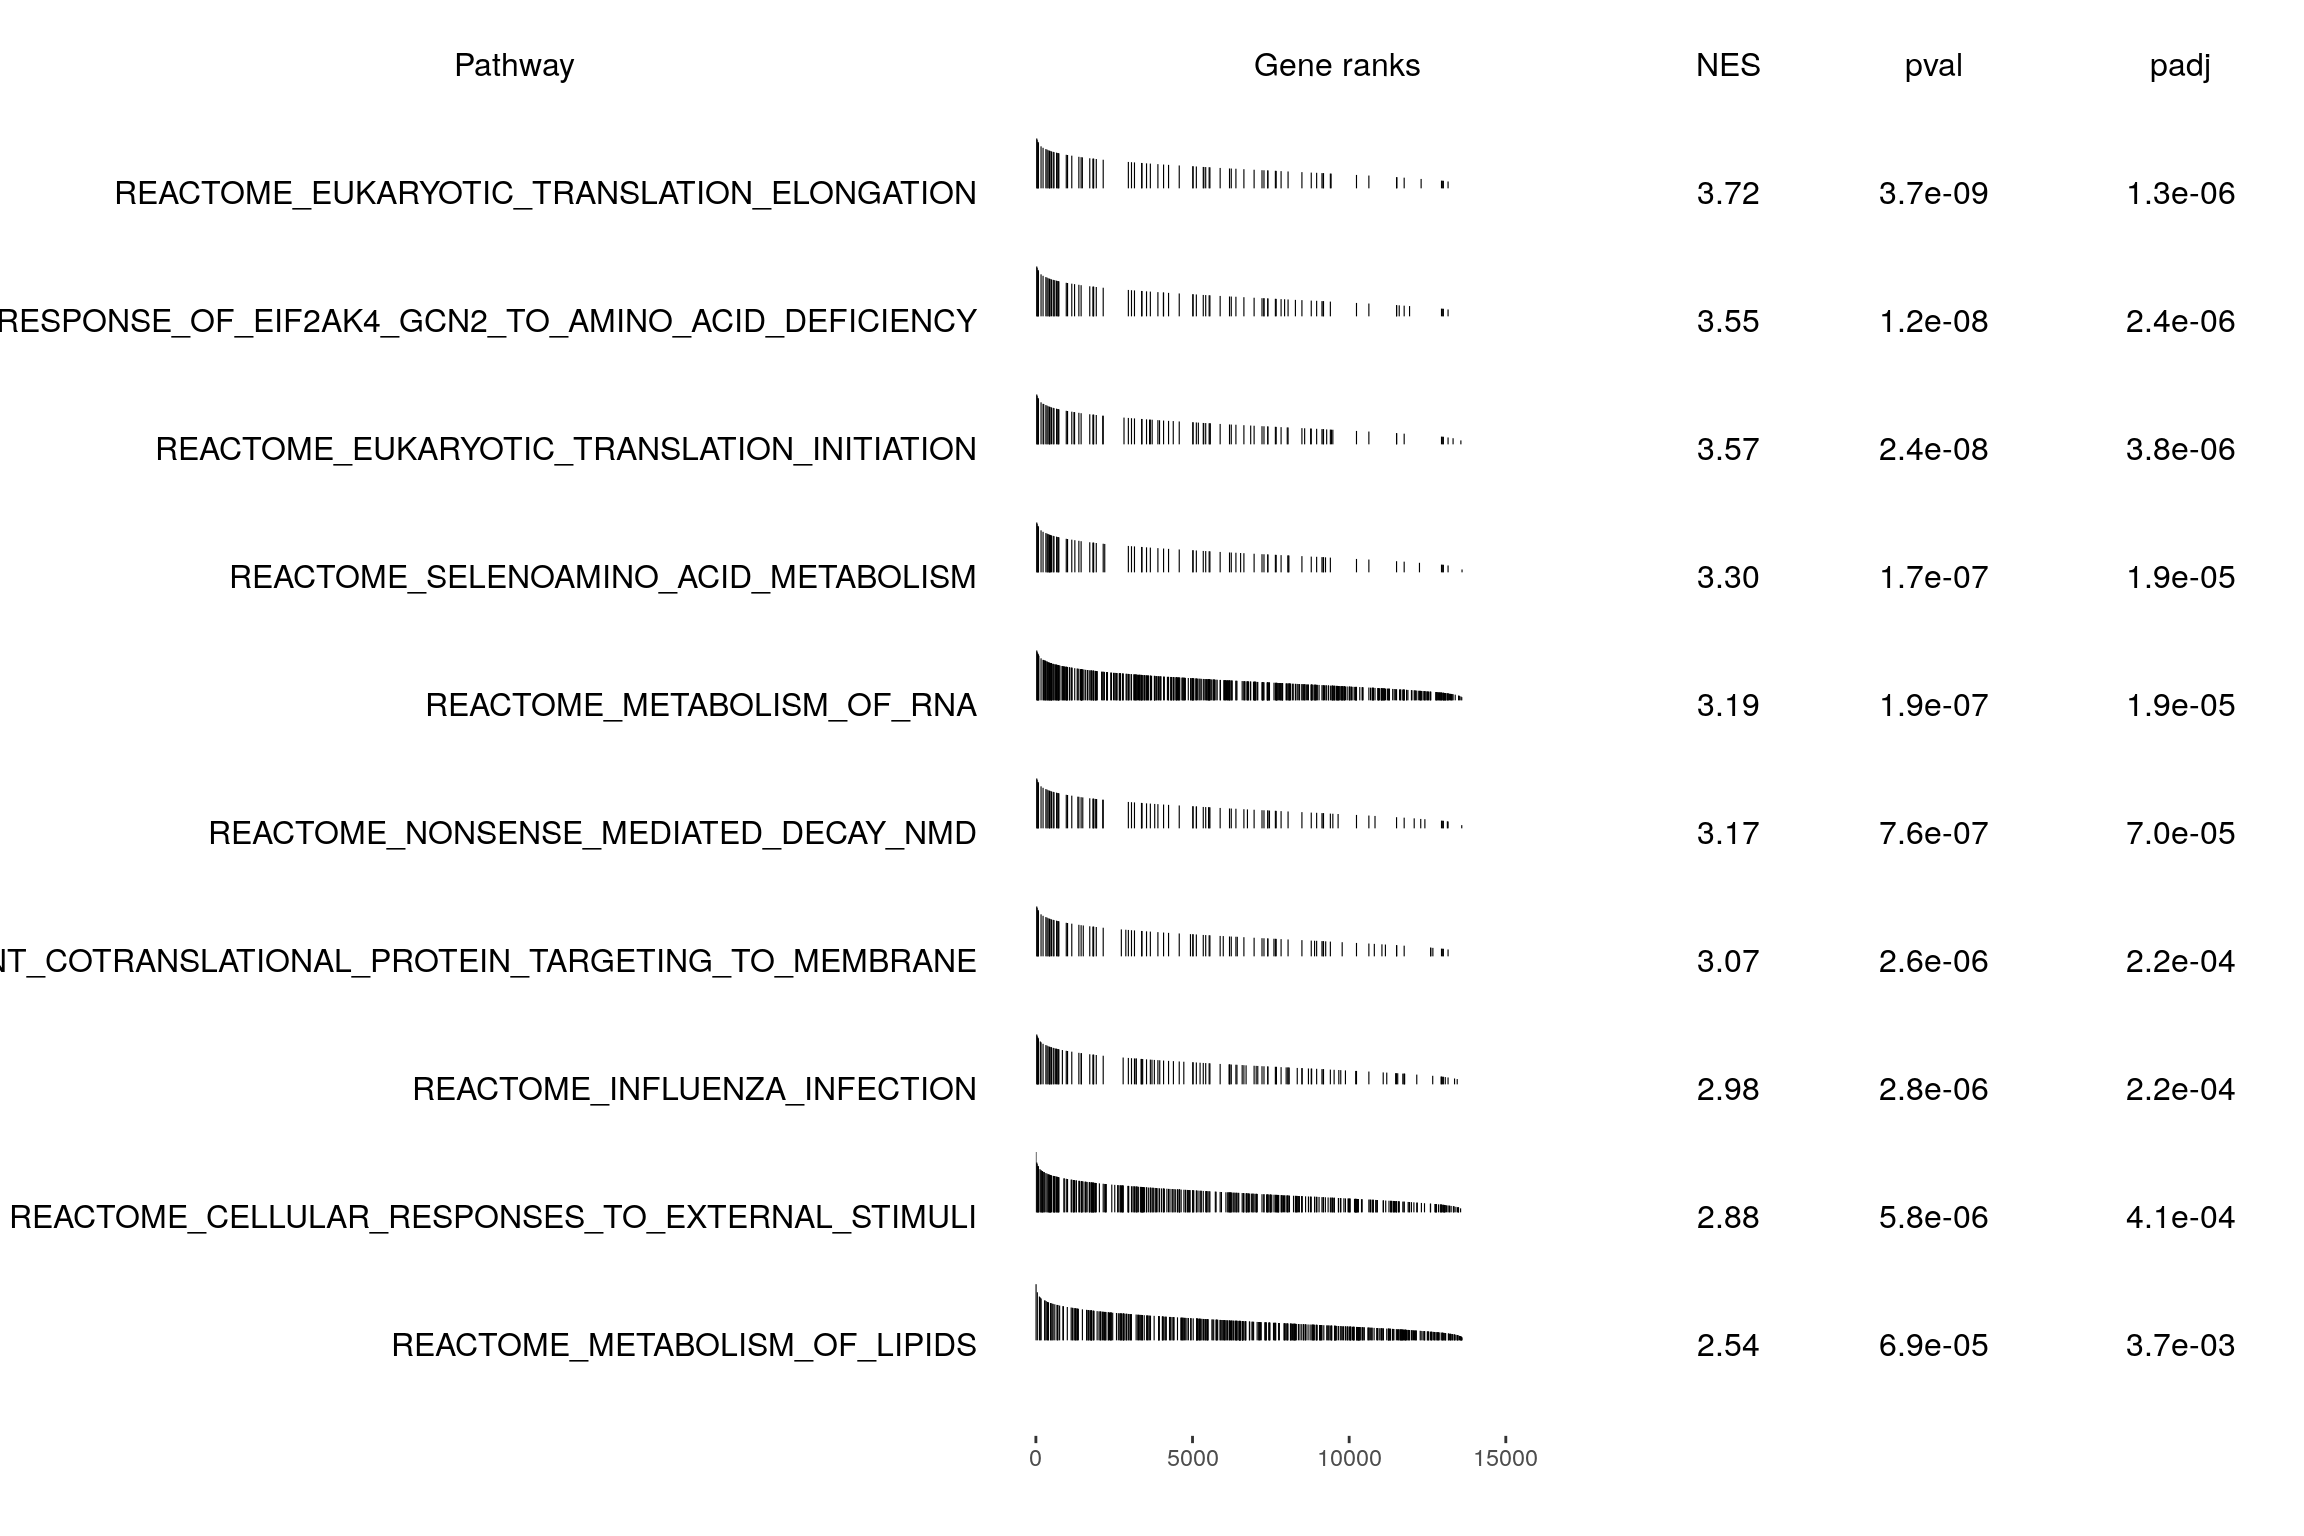 Pathway Gene ranks NES pval padj
REACTOME_EUKARYOTIC_TRANSLATION_ELONGATION 3.72 3.7e-09 1.3e-06
RESPONSE_OF_EIF2AK4_GCN2_TO_AMINO_ACID_DEFICIENCY 3.55 1.2e-08 2.4e-06
REACTOME_EUKARYOTIC_TRANSLATION_INITIATION 3.57 2.4e-08 3.8e-06
REACTOME_SELENOAMINO_ACID_METABOLISM 3.30 1.7e-07 1.9e-05
REACTOME_METABOLISM_OF_RNA 3.19 1.9e-07 1.9e-05
REACTOME_NONSENSE_MEDIATED_DECAY_NMD 3.17 7.6e-07 7.0e-05
NT_COTRANSLATIONAL_PROTEIN_TARGETING_TO_MEMBRANE 3.07 2.6e-06 2.2e-04
REACTOME_INFLUENZA_INFECTION 2.98 2.8e-06 2.2e-04
REACTOME_CELLULAR_RESPONSES_TO_EXTERNAL_STIMULI 2.88 5.8e-06 4.1e-04
REACTOME_METABOLISM_OF_LIPIDS 2.54 6.9e-05 3.7e-03
0 5000 10000 15000